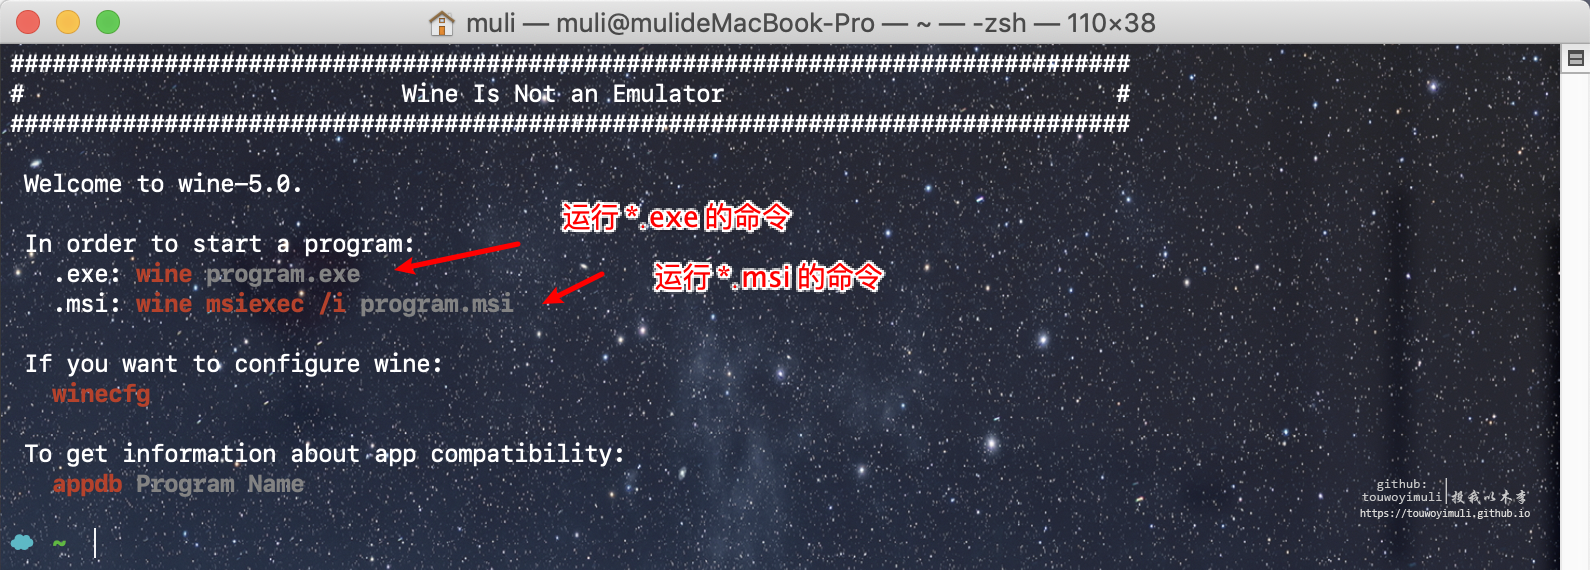 muli — muli@mulideMacBook-Pro — ~ — -zsh — 110×38
################################################################################
# Wine Is Not an Emulator #
################################################################################
Welcome to wine-5.0.
运行 *.exe 的命令
In order to start a program:
.exe: wine program.exe
运行 *.msi 的命令
.msi: wine msiexec /i program.msi
If you want to configure wine:
winecfg
To get information about app compatibility:
appdb Program Name
github:
touwoyimuli
投我以木李
https://touwoyimuli.github.io
~